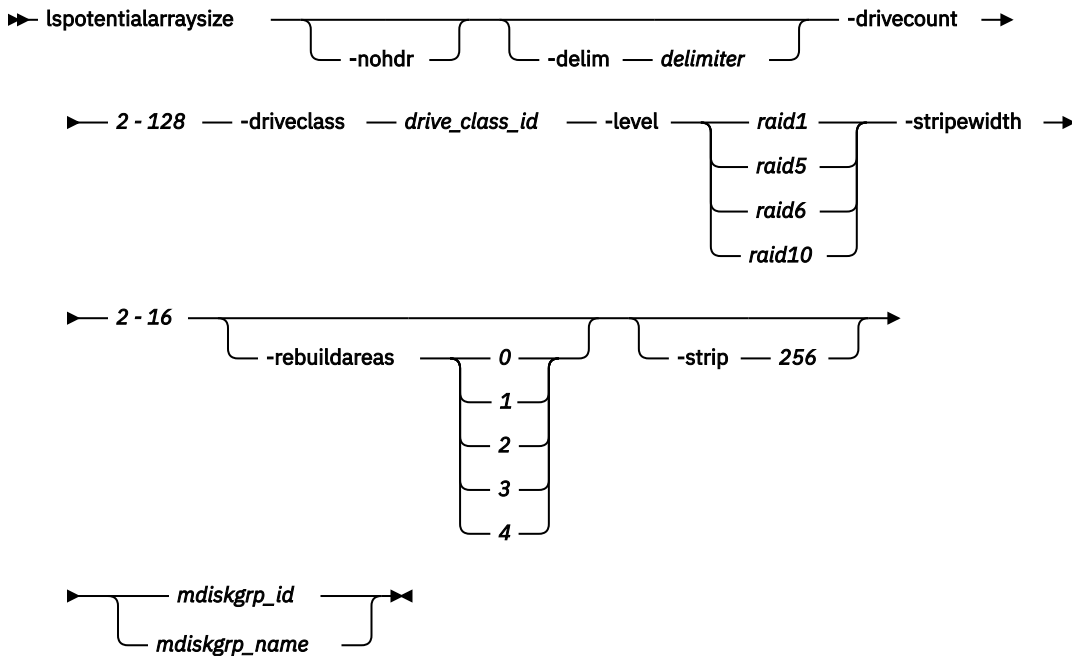 lspotentialarraysize -drivecount
-nohdr -delim delimiter
2 - 128 -driveclass drive_class_id -level raid1 -stripewidth
raid5
raid6
raid10
2 - 16
-rebuildareas 0 -strip 256
1
2
3
4
mdiskgrp_id
mdiskgrp_name